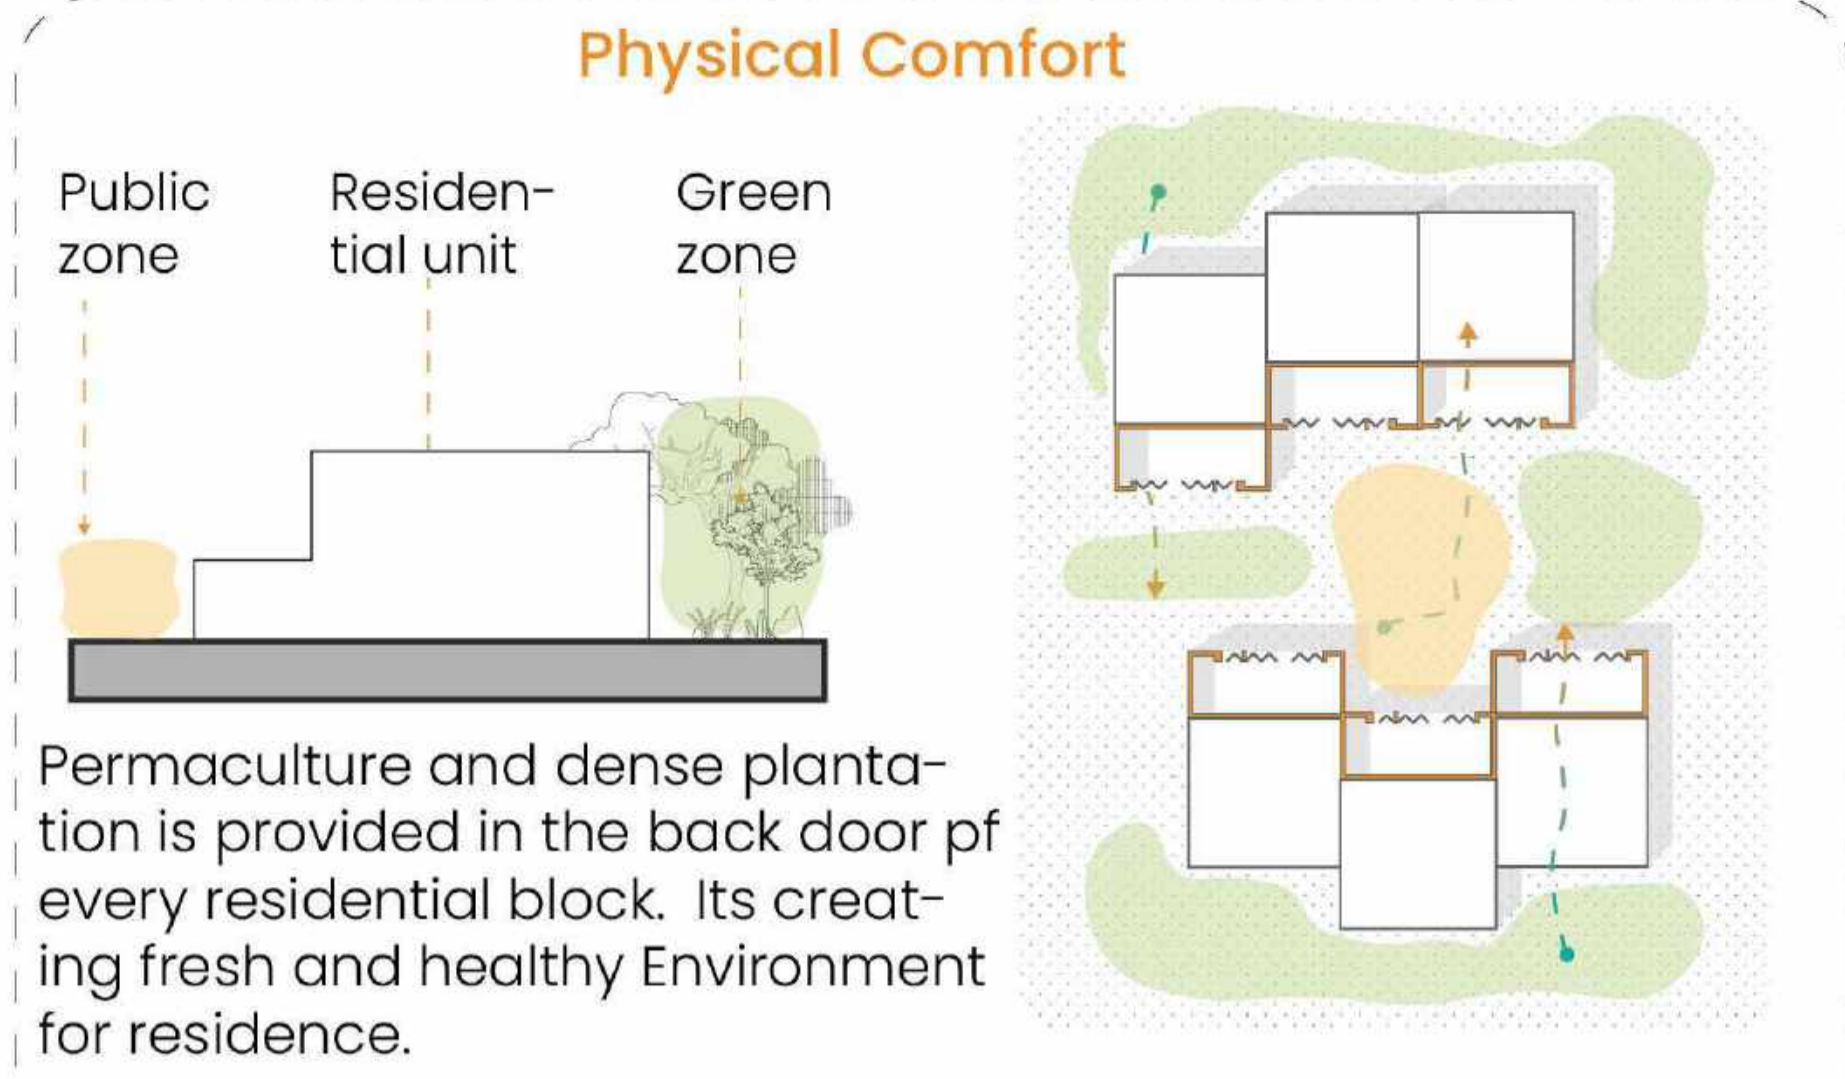 Physical Comfort
Public
zone
Residen-
tial unit
Green
zone
Permaculture and dense planta-
tion is provided in the back door pf
every residential block.  Its creat-
ing fresh and healthy Environment
for residence.